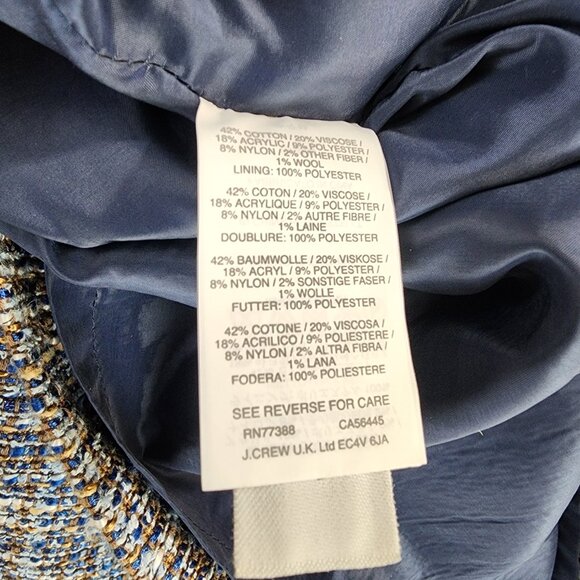 42% COTTON / 20% VISCOSE /
18% ACRYLIC / 9% POLYESTER /
8% NYLON / 2% OTHER FIBER /
1% WOOL
LINING: 100% POLYESTER
42% COTON / 20% VISCOSE /
18% ACRYLIQUE / 9% POLYESTER /
8% NYLON / 2% AUTRE FIBRE /
1% LAINE
DOUBLURE: 100% POLYESTER
42% BAUMWOLLE / 20% VISKOSE /
18% ACRYL / 9% POLYESTER /
8% NYLON / 2% SONSTIGE FASER /
1% WOLLE
FUTTER: 100% POLYESTER
42% COTONE / 20% VISCOSA /
18% ACRILICO / 9% POLIESTERE /
8% NYLON / 2% ALTRA FIBRA /
1% LANA
FODERA: 100% POLIESTERE
SEE REVERSE FOR CARE
RN77388 CA56445
J.CREW U.K. Ltd EC4V 6JA